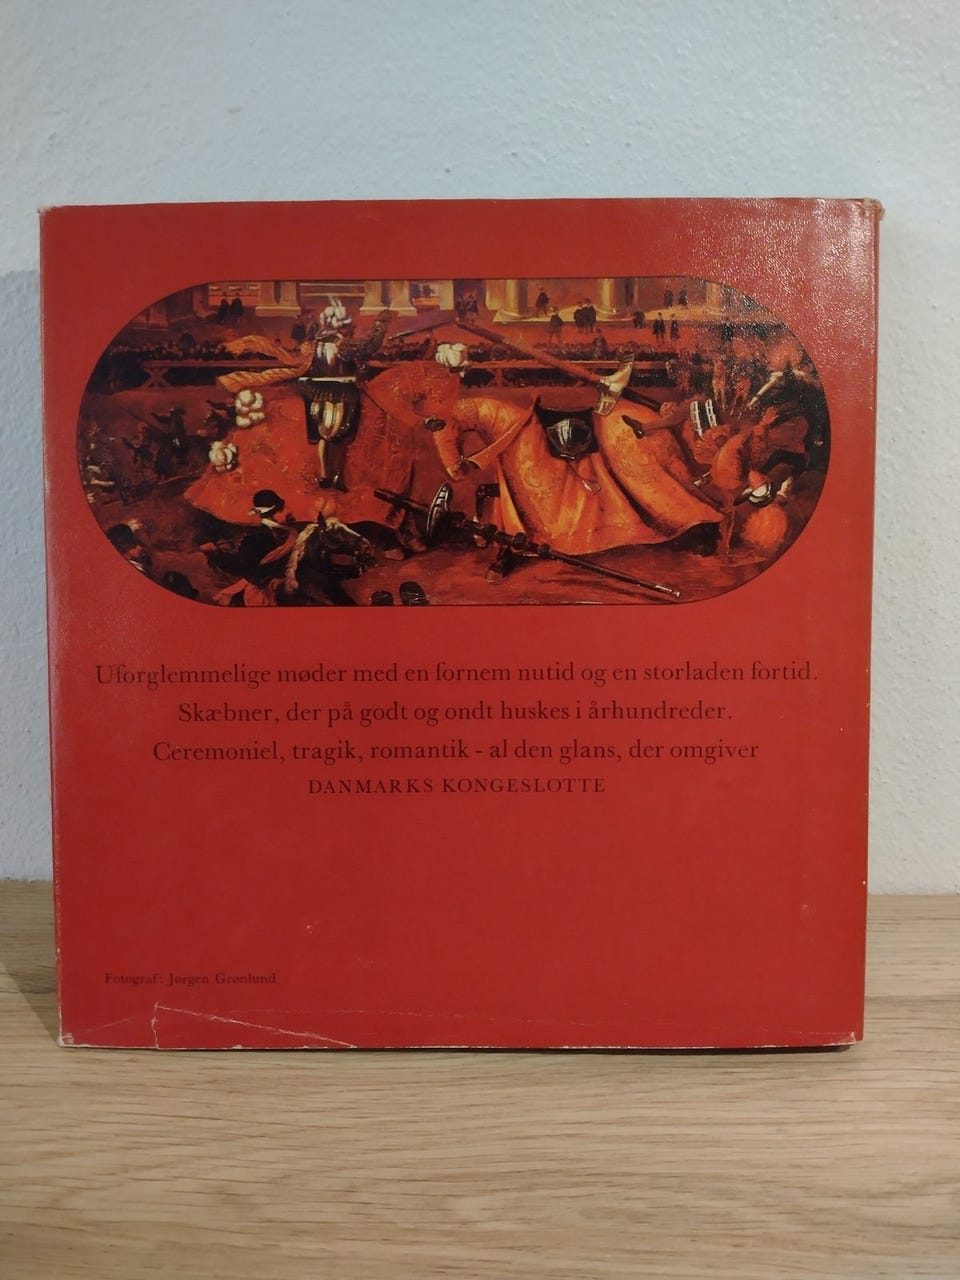 Uforglemmelige møder med en fornem nutid og en storladen fortid.
Skæbner, der på godt og ondt huskes i århundreder.
Ceremoniel, tragik, romantik - al den glans, der omgiver
DANMARKS KONGESLOTTE
Fotograf: Jørgen Grønlund